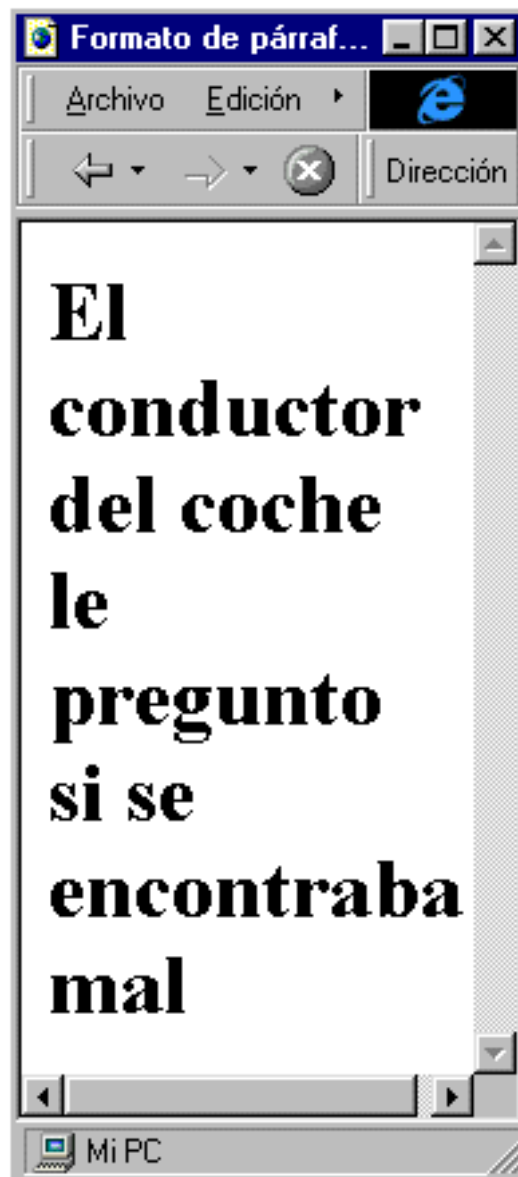 Formato de párraf...
Archivo Edición
Dirección
El
conductor
del coche
le
pregunto
si se
encontraba
mal
Mi PC